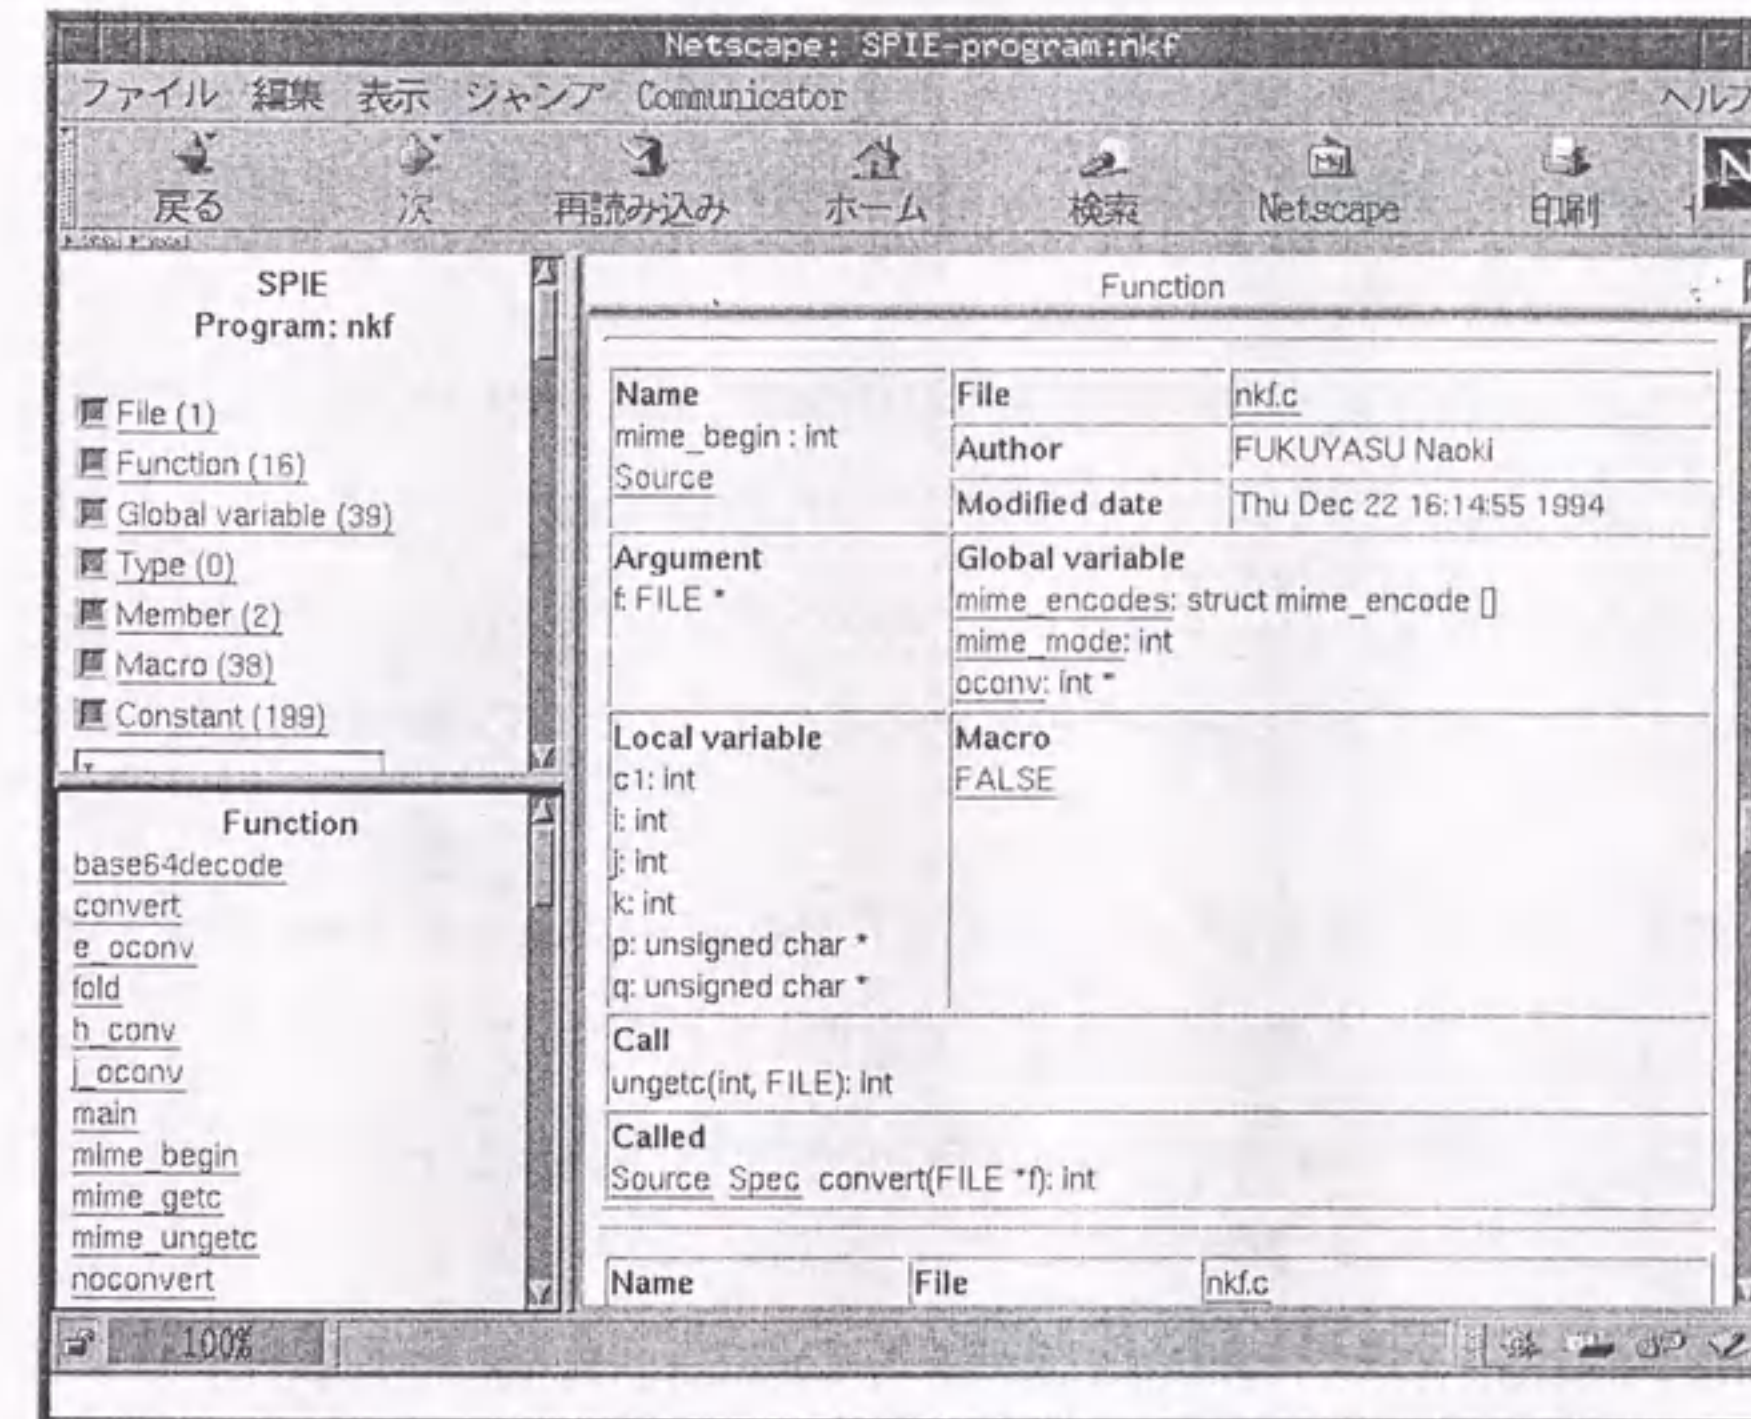 Netscape: SPIE-program:nkf
ファイル 編集 表示 ジャンプ Communicator ヘルプ
戻る 次 再読み込み ホーム 検索 Netscape 印刷
SPIE
Program: nkf
File (1)
Function (16)
Global variable (39)
Type (0)
Member (2)
Macro (38)
Constant (199)
Function
base64decode
convert
e_oconv
fold
h_conv
j_oconv
main
mime_begin
mime_getc
mime_ungetc
noconvert
Function
Name
mime_begin : int
Source
File nkf.c
Author FUKUYASU Naoki
Modified date Thu Dec 22 16:14:55 1994
Argument
f: FILE *
Global variable
mime_encodes: struct mime_encode []
mime_mode: int
oconv: int *
Local variable
c1: int
i: int
j: int
k: int
p: unsigned char *
q: unsigned char *
Macro
FALSE
Call
ungetc(int, FILE): int
Called
Source Spec convert(FILE *f): int
Name File nkf.c
100%